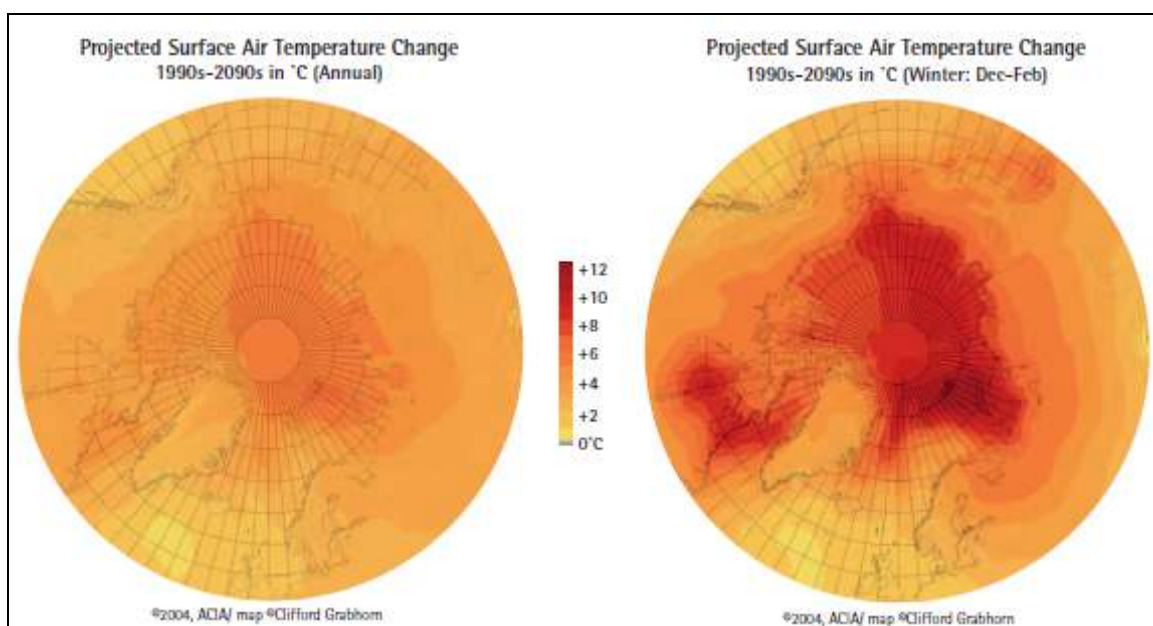 Projected Surface Air Temperature Change
1990s-2090s in °C (Annual)
©2004, ACIA/ map ©Clifford Grabhorn
+12
+10
+8
+6
+4
+2
0°C
Projected Surface Air Temperature Change
1990s-2090s in °C (Winter: Dec-Feb)
©2004, ACIA/ map ©Clifford Grabhorn